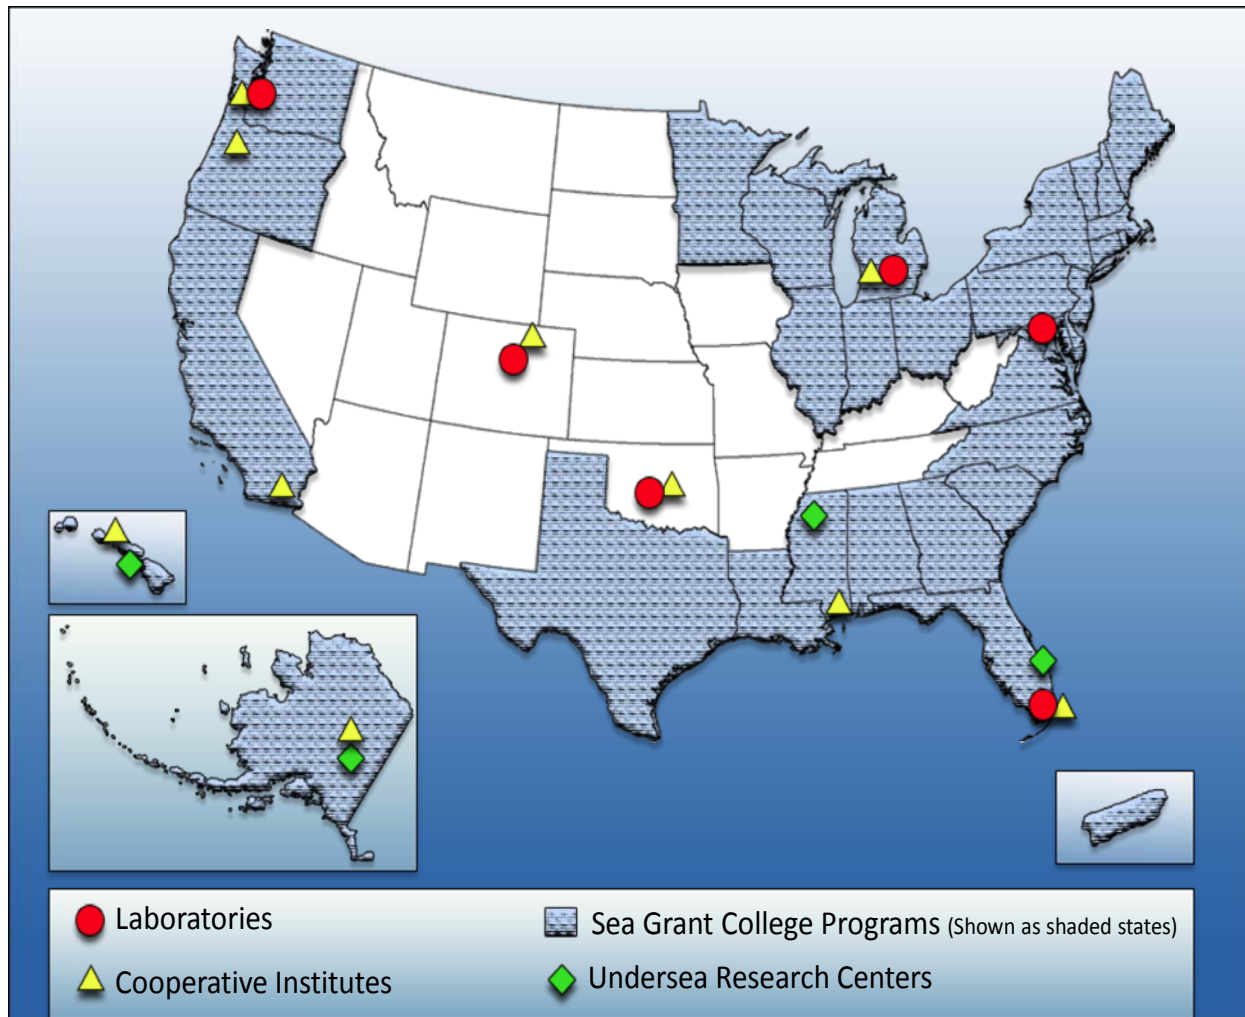 Laboratories
Sea Grant College Programs (Shown as shaded states)
Cooperative Institutes
Undersea Research Centers